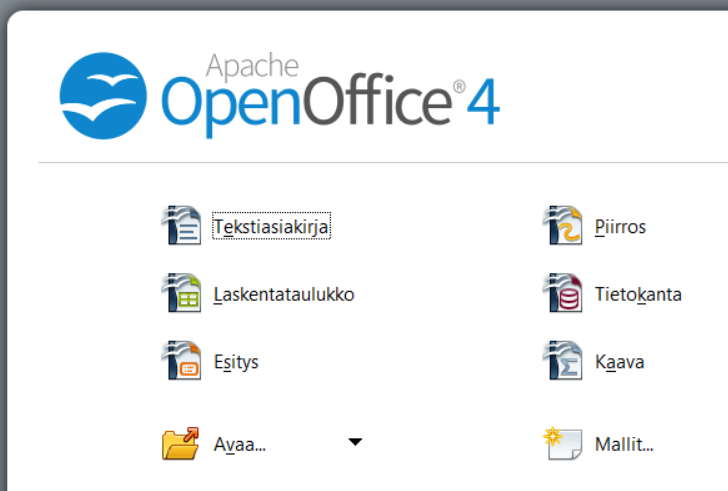 Apache
OpenOffice® 4
Tekstiasiakirja
Piirros
Laskentataulukko
Tietokanta
Esitys
Kaava
Avaa...
Mallit...